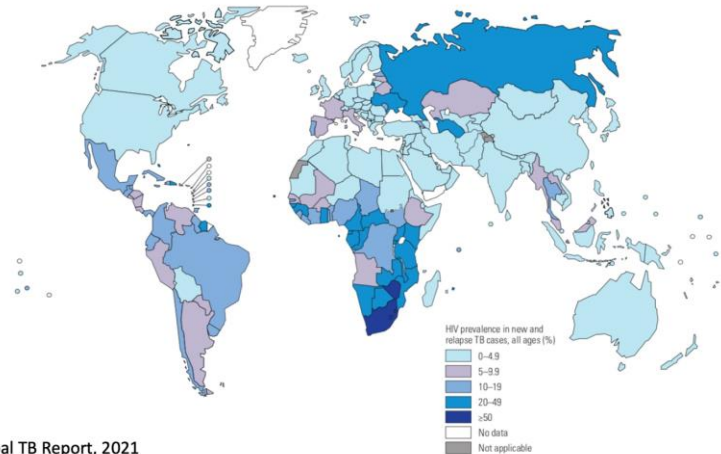 HIV prevalence in new and
relapse TB cases, all ages (%)
0–4.9
5–9.9
10–19
20–49
≥50
No data
Not applicable
al TB Report, 2021